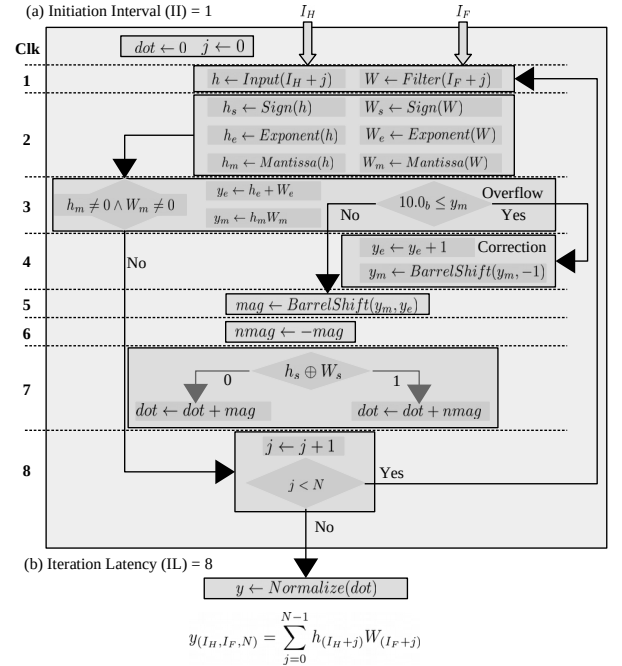 (a) Initiation Interval (II) = 1
I_H I_F
Clk
dot ← 0 j ← 0
1
h ← Input(I_H + j) W ← Filter(I_F + j)
2
h_s ← Sign(h) W_s ← Sign(W)
h_e ← Exponent(h) W_e ← Exponent(W)
h_m ← Mantissa(h) W_m ← Mantissa(W)
3
h_m ≠ 0 ∧ W_m ≠ 0
y_e ← h_e + W_e
y_m ← h_m W_m
10.0_b ≤ y_m
Overflow
No Yes
4
No
y_e ← y_e + 1 Correction
y_m ← BarrelShift(y_m, −1)
5
mag ← BarrelShift(y_m, y_e)
6
nmag ← −mag
7
h_s ⊕ W_s
0 1
dot ← dot + mag dot ← dot + nmag
8
j ← j + 1
j < N
Yes
No
(b) Iteration Latency (IL) = 8
y ← Normalize(dot)
y_(I_H,I_F,N) = ∑_{j=0}^{N−1} h_(I_H+j) W_(I_F+j)